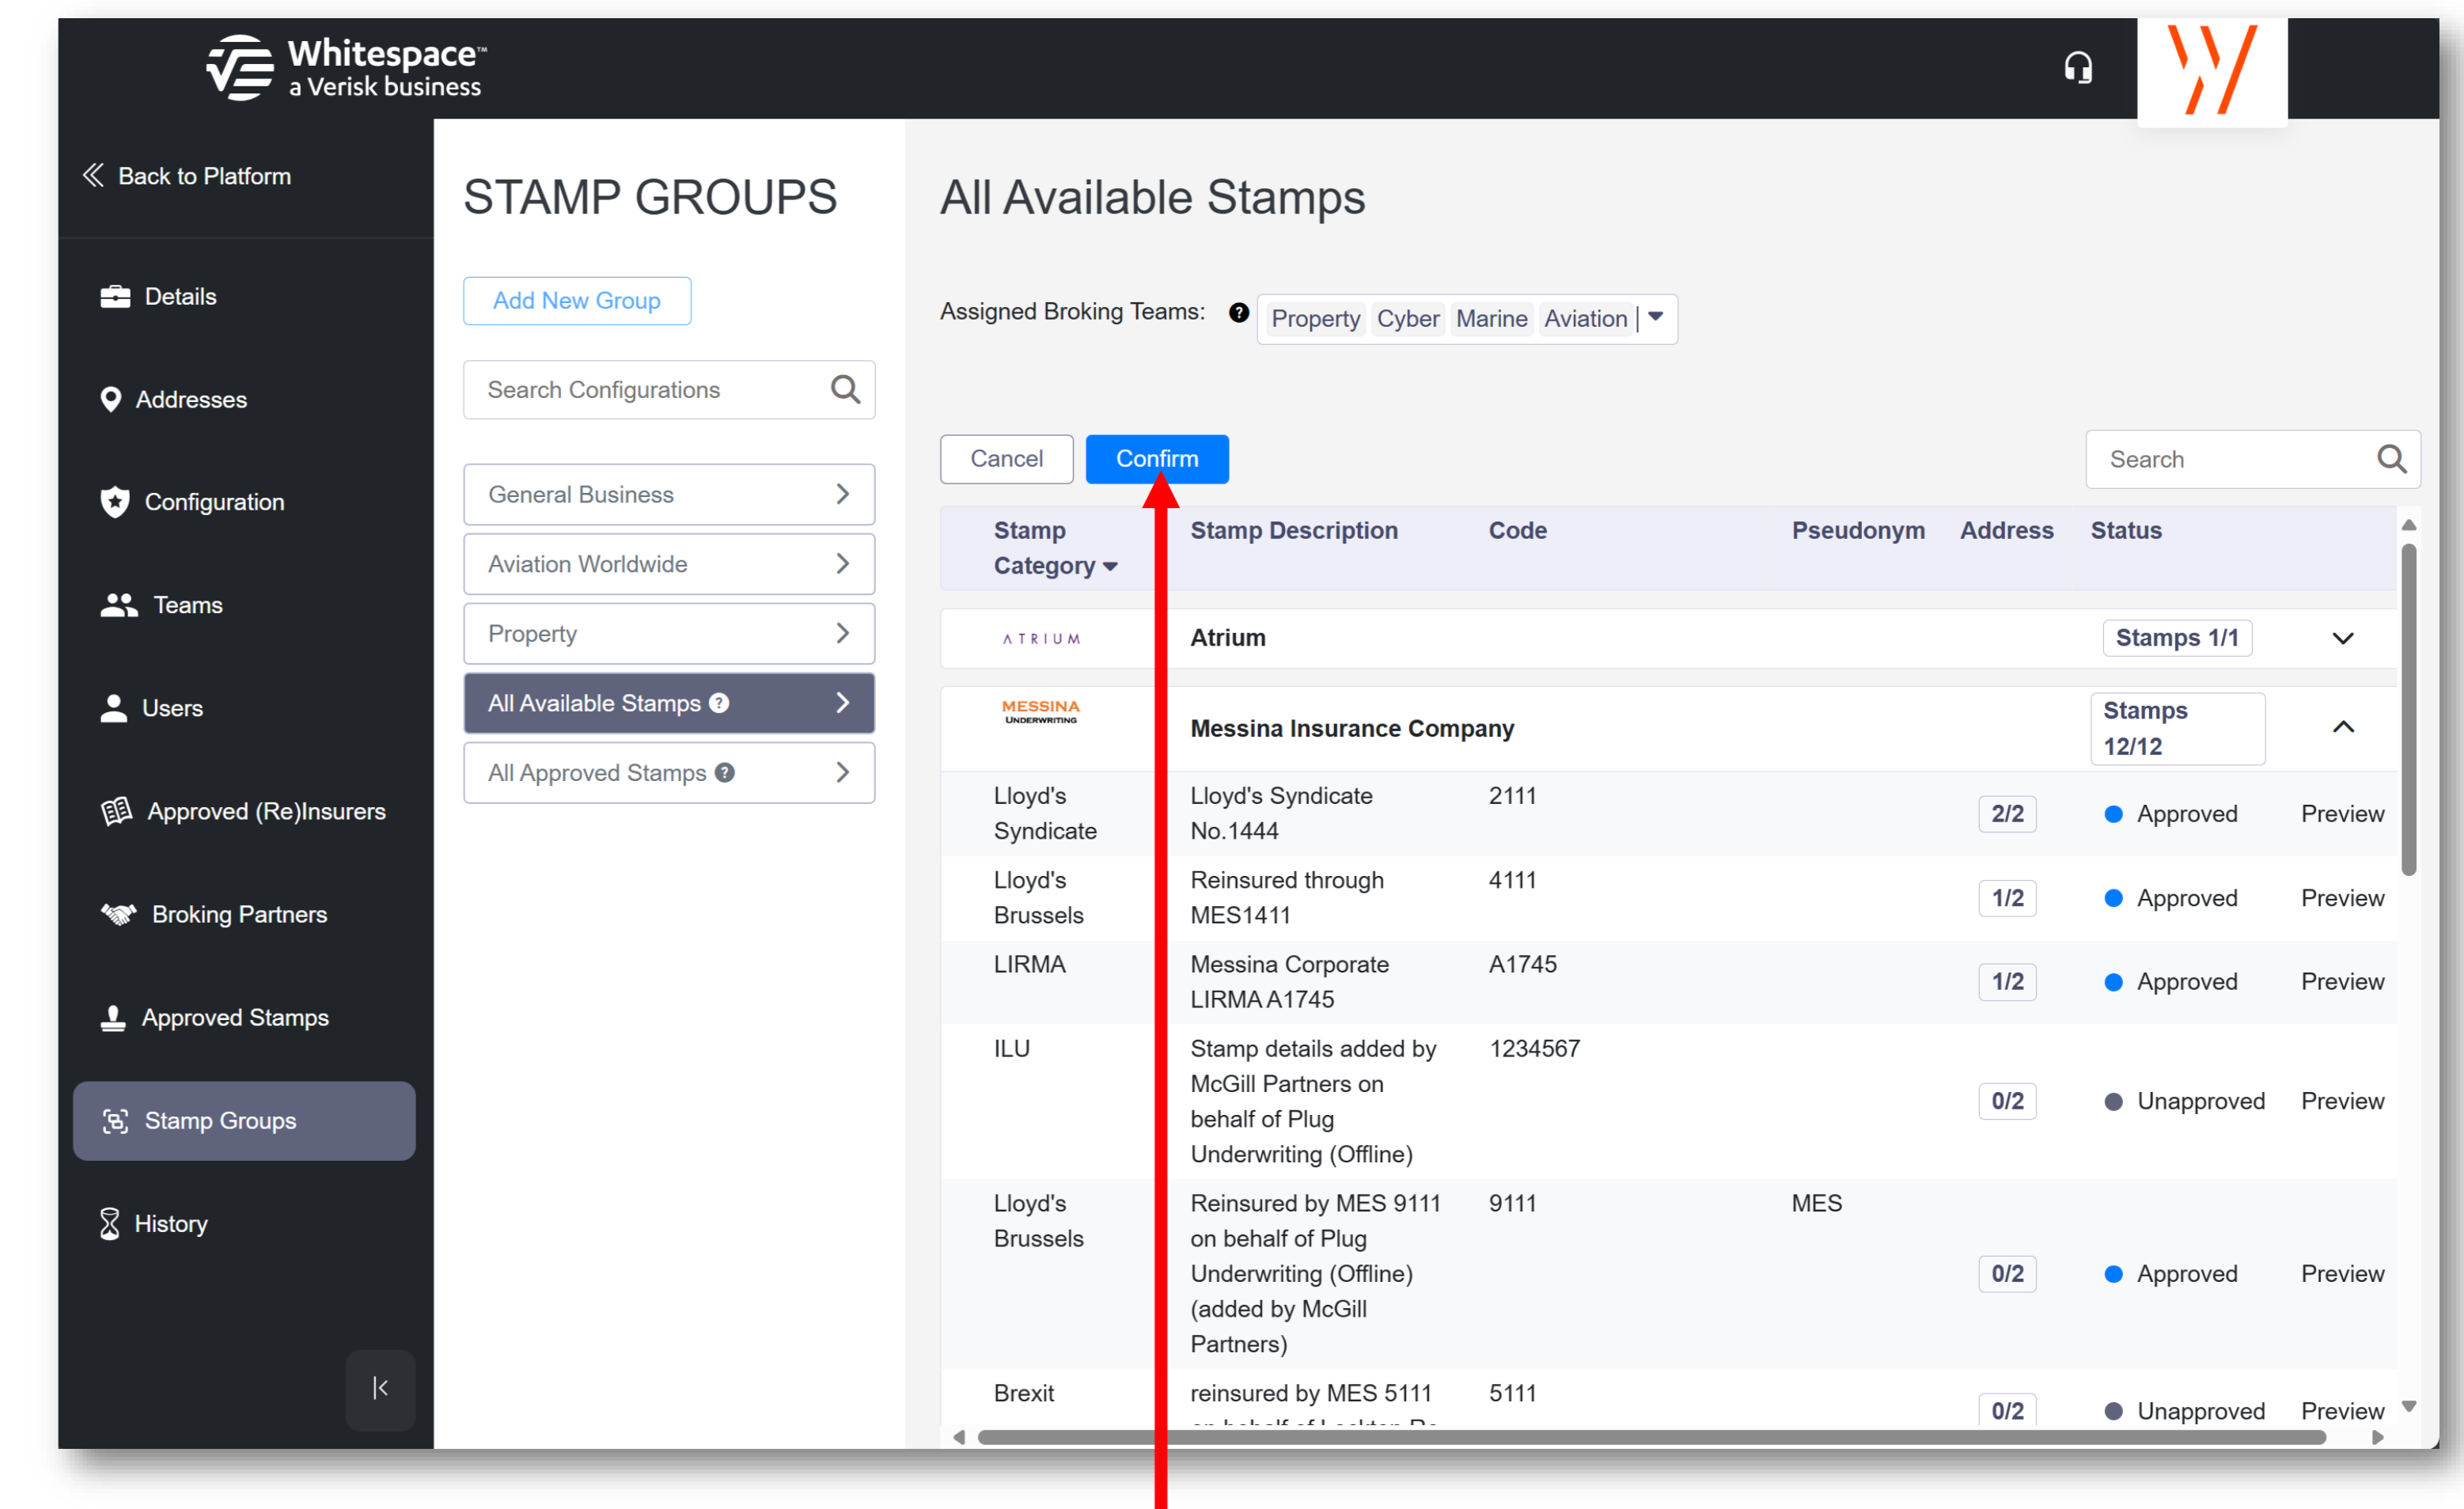 Whitespace™
a Verisk business
Back to Platform
Details
Addresses
Configuration
Teams
Users
Approved (Re)Insurers
Broking Partners
Approved Stamps
Stamp Groups
History
STAMP GROUPS
Add New Group
Search Configurations
General Business
Aviation Worldwide
Property
All Available Stamps ?
All Approved Stamps ?
All Available Stamps
Assigned Broking Teams: ? Property Cyber Marine Aviation
Cancel Confirm Search
Stamp Stamp Description Code Pseudonym Address Status
Category
ATRIUM Atrium Stamps 1/1
MESSINA
UNDERWRITING
Messina Insurance Company
Stamps
12/12
Lloyd's Lloyd's Syndicate 2111
Syndicate No.1444
2/2 Approved Preview
Lloyd's Reinsured through 4111
Brussels MES1411
1/2 Approved Preview
LIRMA Messina Corporate A1745
LIRMA A1745
1/2 Approved Preview
ILU Stamp details added by 1234567
McGill Partners on
behalf of Plug
Underwriting (Offline)
0/2 Unapproved Preview
Lloyd's Reinsured by MES 9111 9111 MES
Brussels on behalf of Plug
Underwriting (Offline)
(added by McGill
Partners)
0/2 Approved Preview
Brexit reinsured by MES 5111 5111
0/2 Unapproved Preview